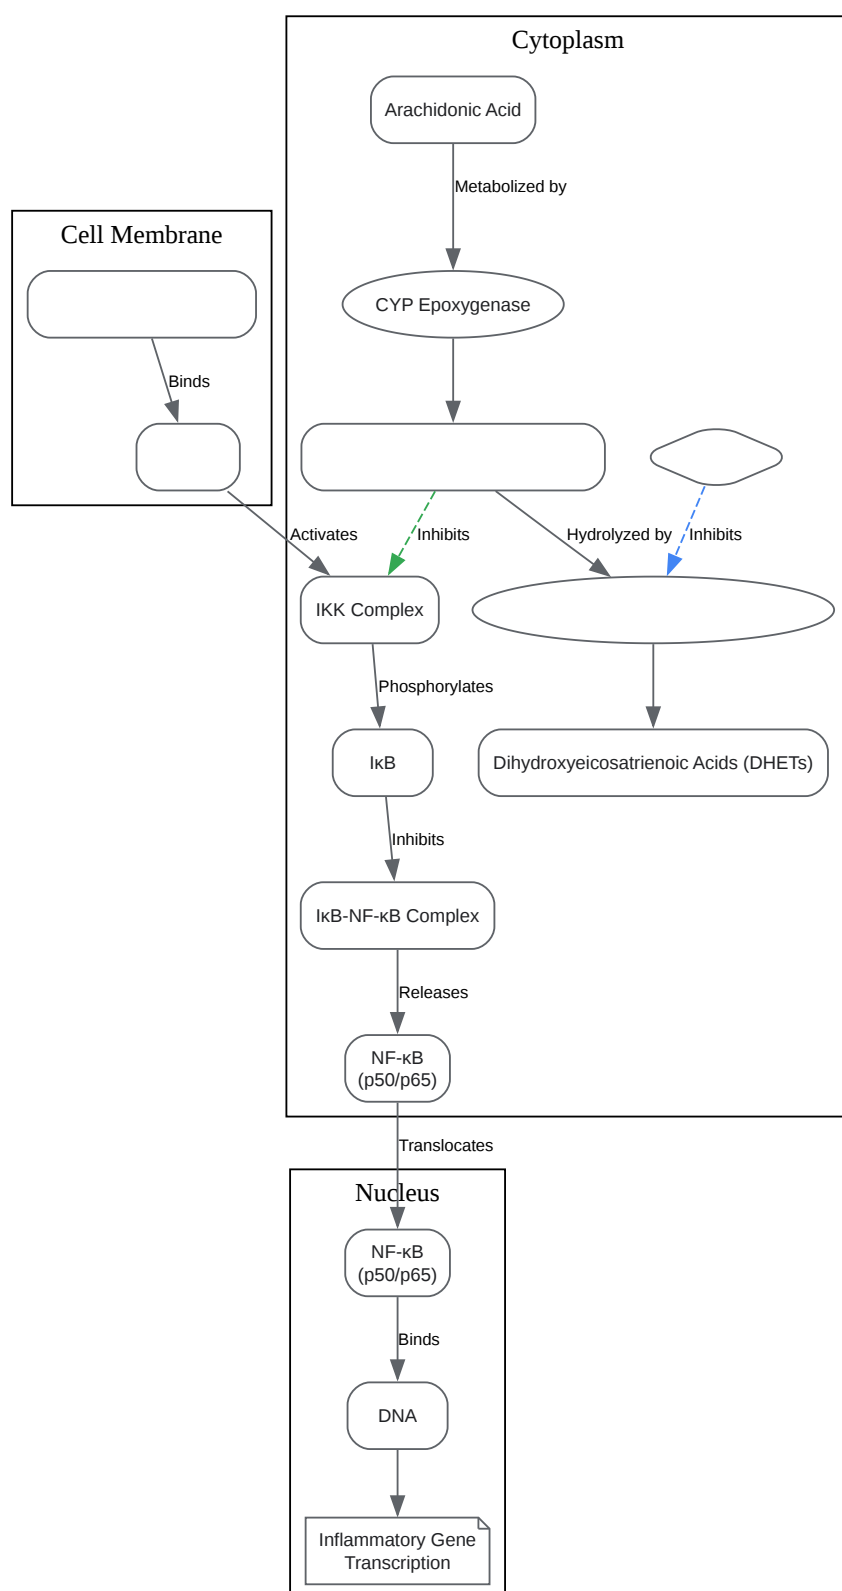 Cytoplasm
Arachidonic Acid
Metabolized by
Cell Membrane
CYP Epoxygenase
Binds
Activates
Inhibits
Hydrolyzed by
Inhibits
IKK Complex
Phosphorylates
IκB
Dihydroxyeicosatrienoic Acids (DHETs)
Inhibits
IκB-NF-κB Complex
Releases
NF-κB
(p50/p65)
Translocates
Nucleus
NF-κB
(p50/p65)
Binds
DNA
Inflammatory Gene
Transcription